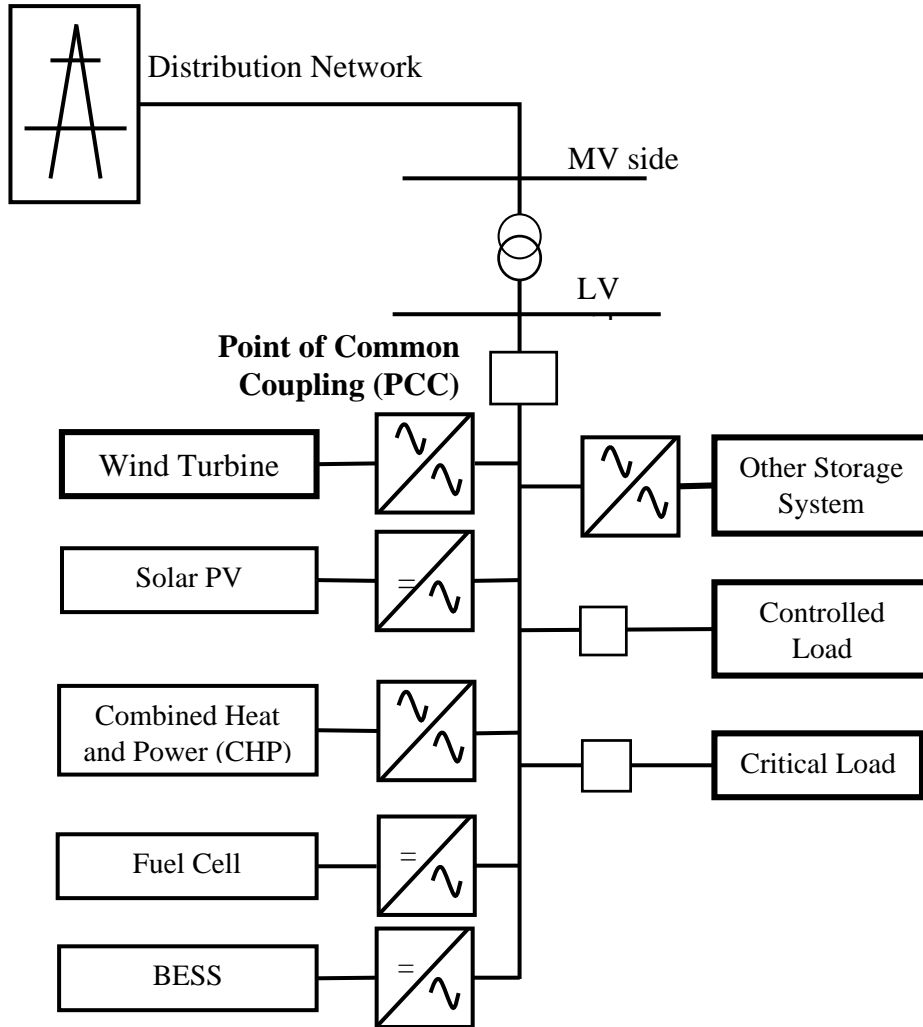 Distribution Network
MV side
LV
Point of Common
Coupling (PCC)
Wind Turbine
Other Storage
System
Solar PV
=
Controlled
Load
Combined Heat
and Power (CHP)
Critical Load
Fuel Cell
=
BESS
=